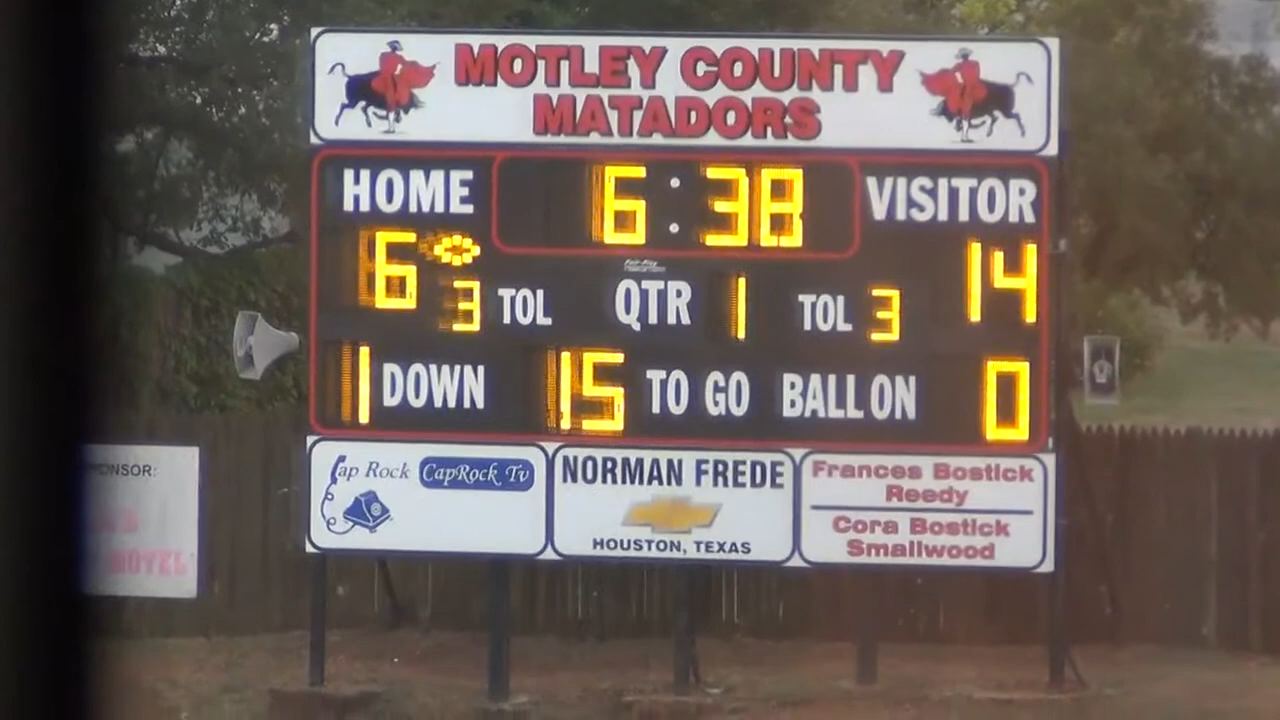 MOTLEY COUNTY
MATADORS
HOME
6:38
VISITOR
6
14
3 TOL
QTR 1
TOL 3
1 DOWN
15 TO GO
BALL ON 0
Cap Rock
CapRock Tv
NORMAN FREDE
HOUSTON, TEXAS
Frances Bostick
Reedy
Cora Bostick
Smallwood
MOTEL